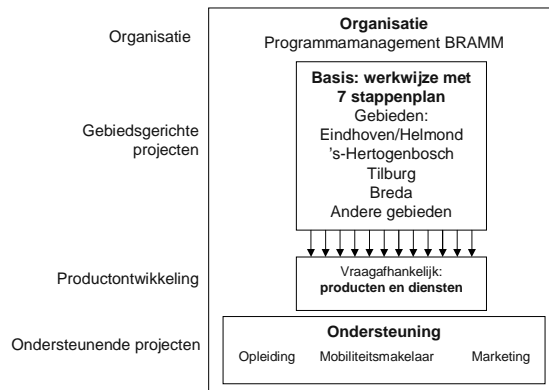 Organisatie
Organisatie
Programmamanagement BRAMM
Gebiedsgerichte
projecten
Basis: werkwijze met
7 stappenplan
Gebieden:
Eindhoven/Helmond
's-Hertogenbosch
Tilburg
Breda
Andere gebieden
Productontwikkeling
Vraagafhankelijk:
producten en diensten
Ondersteunende projecten
Ondersteuning
Opleiding Mobiliteitsmakelaar Marketing